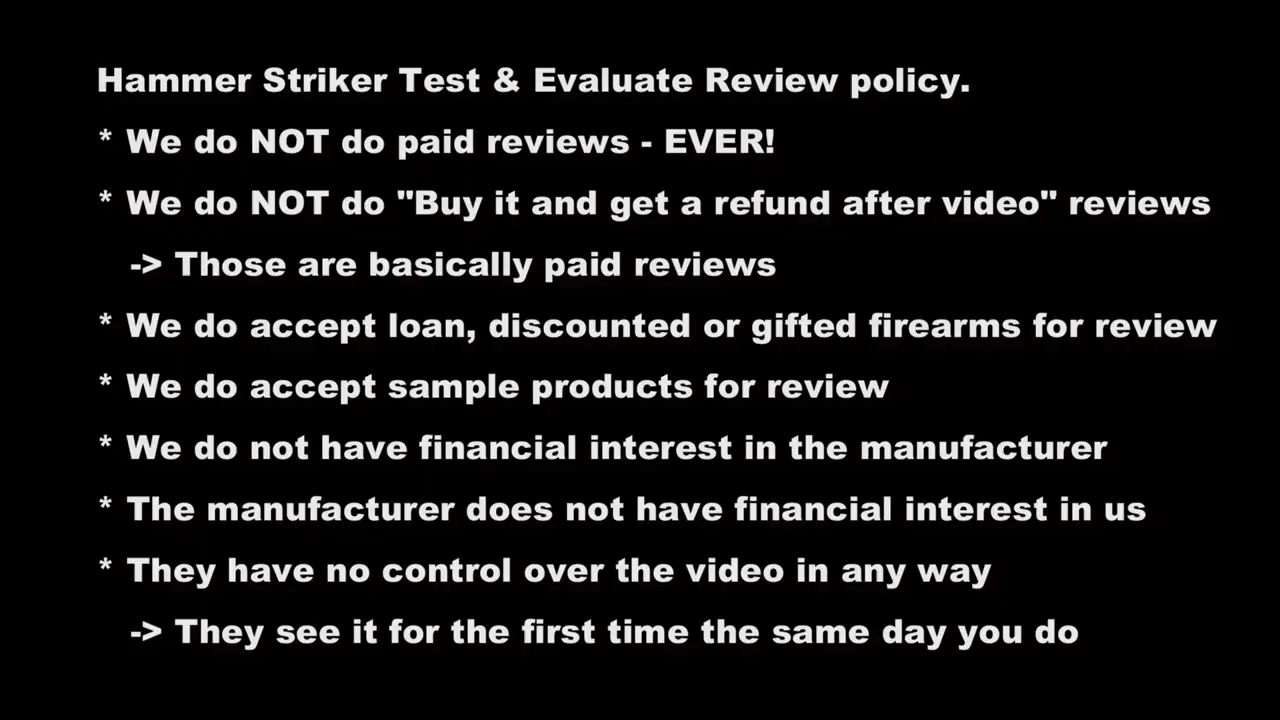 Hammer Striker Test & Evaluate Review policy.
* We do NOT do paid reviews - EVER!
* We do NOT do "Buy it and get a refund after video" reviews
-> Those are basically paid reviews
* We do accept loan, discounted or gifted firearms for review
* We do accept sample products for review
* We do not have financial interest in the manufacturer
* The manufacturer does not have financial interest in us
* They have no control over the video in any way
-> They see it for the first time the same day you do